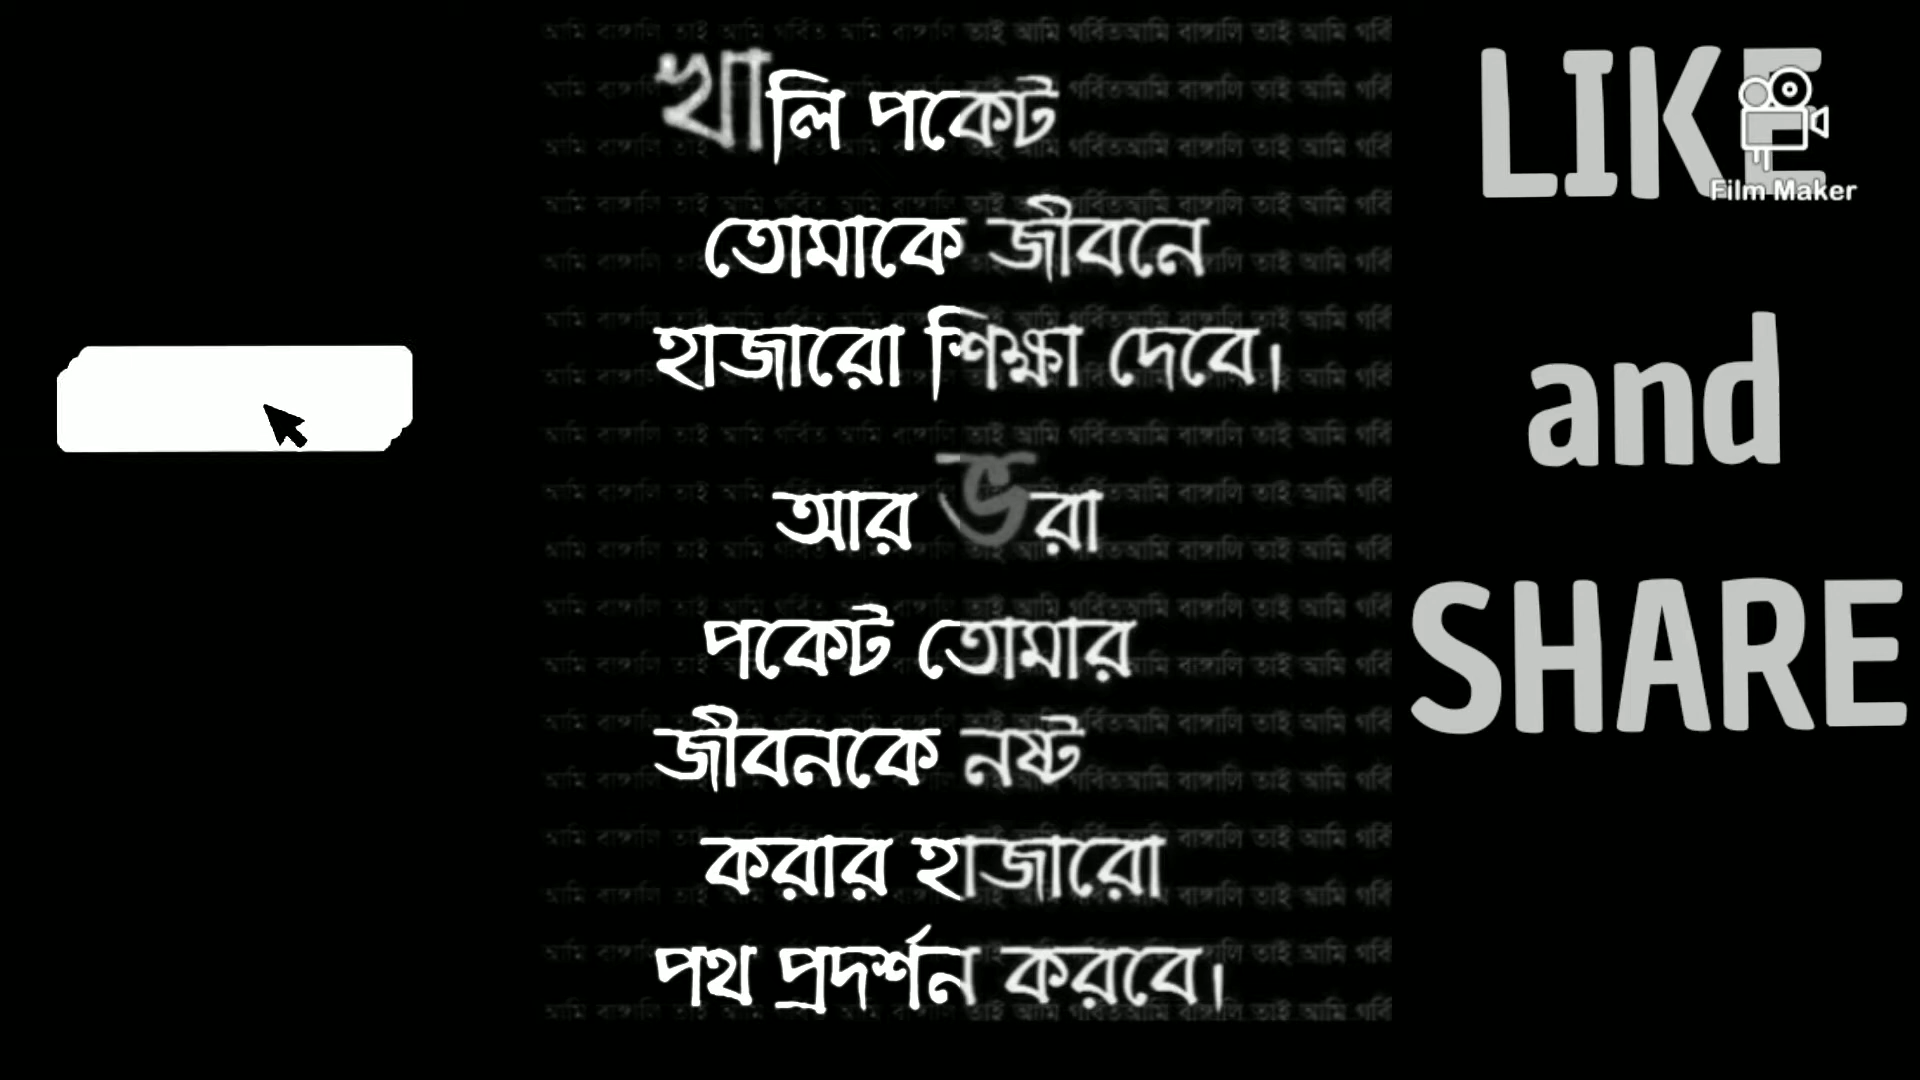 খালি পকেট
তোমাকে জীবনে
হাজারো শিক্ষা দেবে।
আর ভরা
পকেট তোমার
জীবনকে নষ্ট
করার হাজারো
পথ প্রদর্শন করবে।
LIKE
Film Maker
and
SHARE